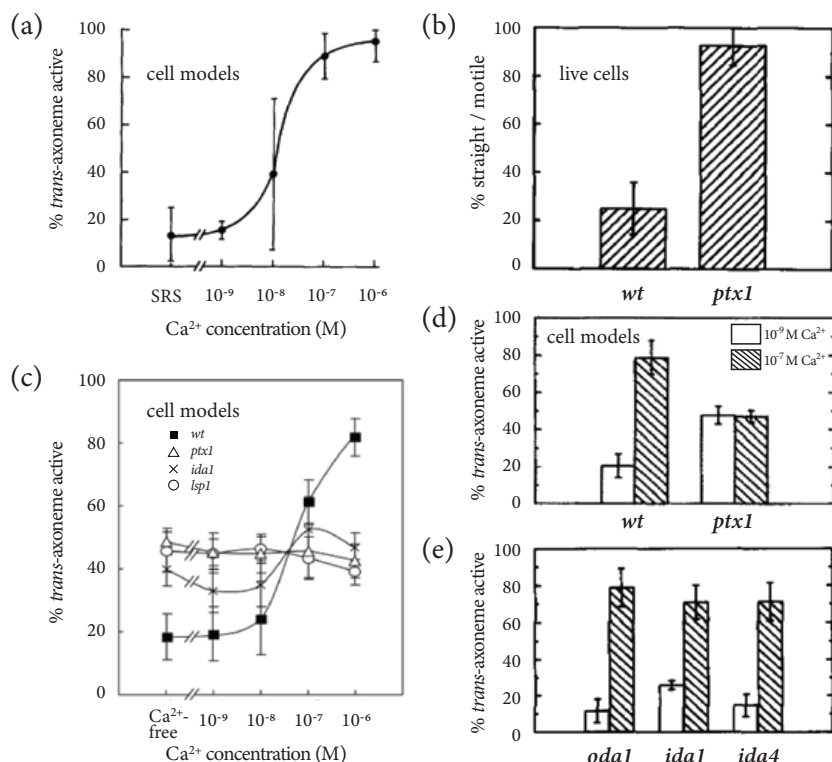 (a)
% trans-axoneme active
100
80
60
40
20
0
cell models
SRS
10-9
10-8
10-7
10-6
Ca2+ concentration (M)
(b)
% straight / motile
100
80
60
40
20
0
live cells
wt
ptx1
(c)
% trans-axoneme active
100
80
60
40
20
0
cell models
wt
ptx1
ida1
lsp1
Ca2+-
free
10-9
10-8
10-7
10-6
Ca2+ concentration (M)
(d)
% trans-axoneme active
100
80
60
40
20
0
cell models
10-9 M Ca2+
10-7 M Ca2+
wt
ptx1
(e)
% trans-axoneme active
100
80
60
40
20
0
oda1
ida1
ida4